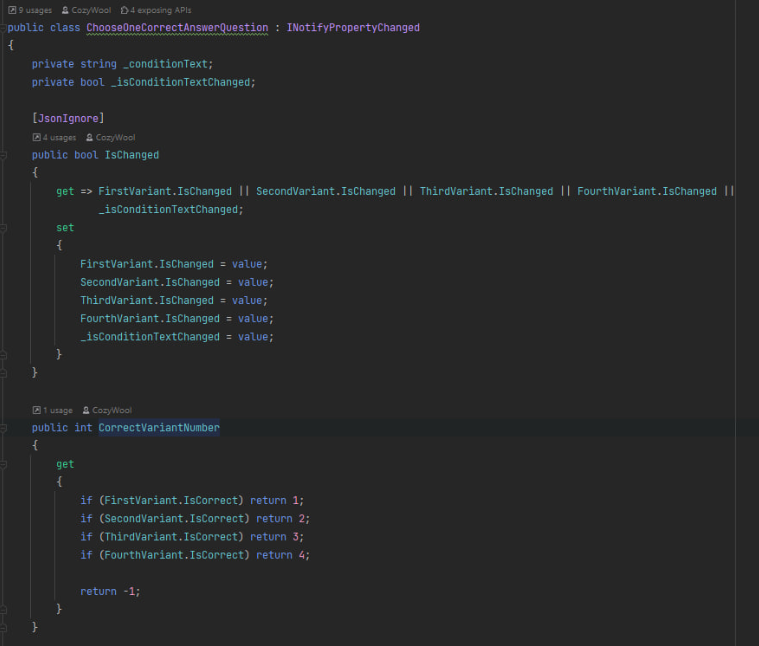 9 usages CozyWool 4 exposing APIs
public class ChooseOneCorrectAnswerQuestion : INotifyPropertyChanged
{
private string _conditionText;
private bool _isConditionTextChanged;
[JsonIgnore]
4 usages CozyWool
public bool IsChanged
{
get => FirstVariant.IsChanged || SecondVariant.IsChanged || ThirdVariant.IsChanged || FourthVariant.IsChanged ||
_isConditionTextChanged;
set
{
FirstVariant.IsChanged = value;
SecondVariant.IsChanged = value;
ThirdVariant.IsChanged = value;
FourthVariant.IsChanged = value;
_isConditionTextChanged = value;
}
}
1 usage CozyWool
public int CorrectVariantNumber
{
get
{
if (FirstVariant.IsCorrect) return 1;
if (SecondVariant.IsCorrect) return 2;
if (ThirdVariant.IsCorrect) return 3;
if (FourthVariant.IsCorrect) return 4;
return -1;
}
}